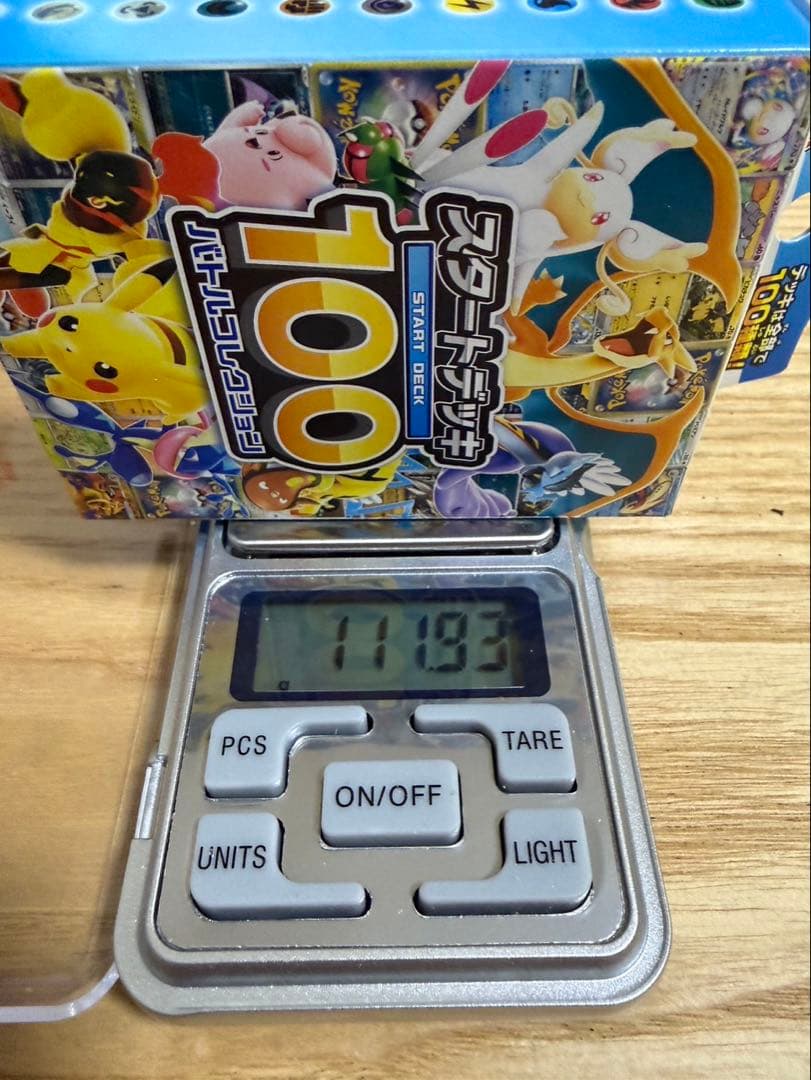 スタートデッキ
START DECK
100
バトルコレクション
デッキは全部で
100種類!!
111.93
g
PCS
TARE
ON/OFF
UNITS
LIGHT